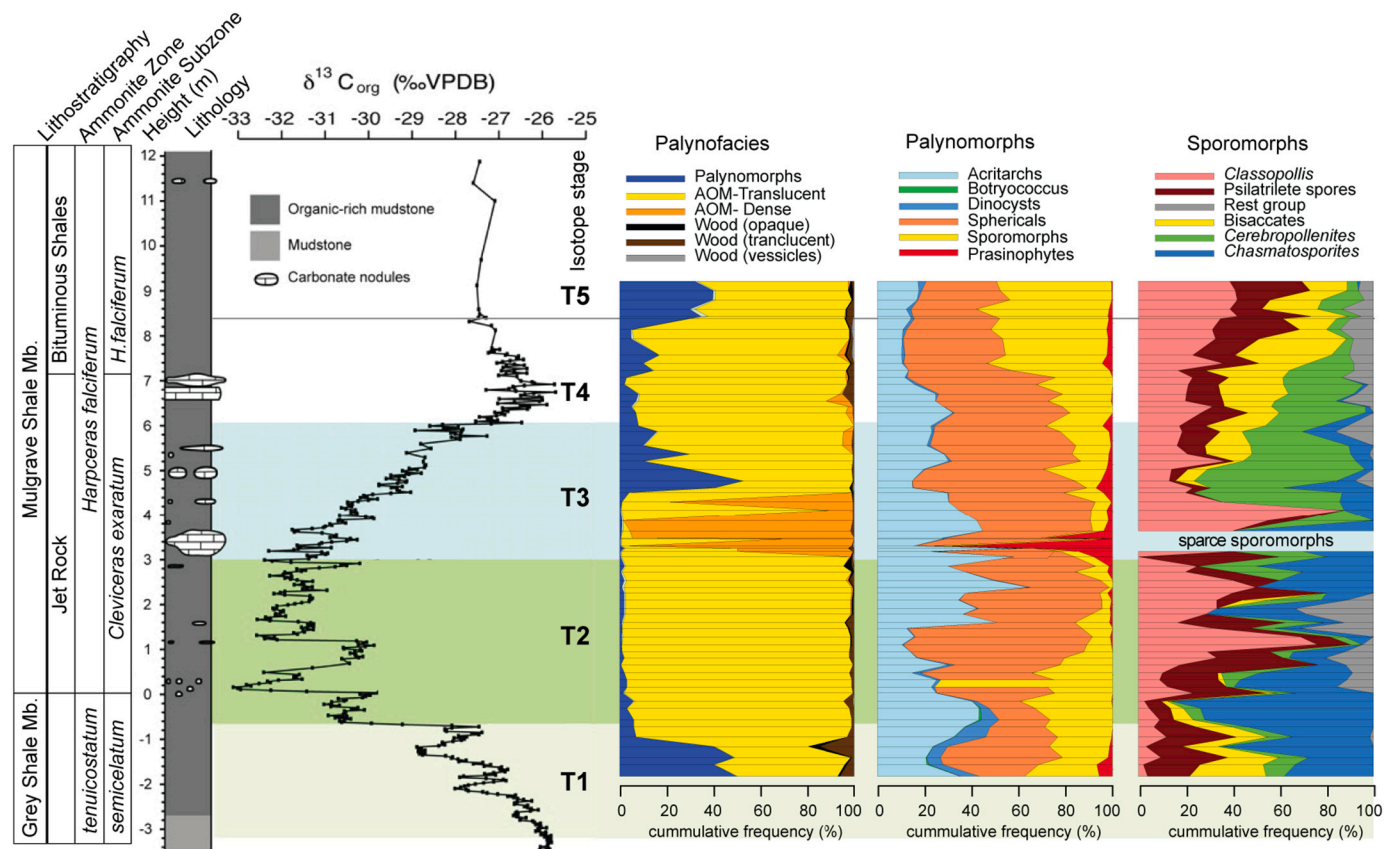 Lithostratigraphy
Ammonite Zone
Ammonite Subzone
Height (m)
Lithology
δ13 Corg (‰VPDB)
-33 -32 -31 -30 -29 -28 -27 -26 -25
Mulgrave Shale Mb.
Grey Shale Mb.
Bituminous Shales
Jet Rock
Harpceras falciferum
tenuicostatum
H.falciferum
Cleviceras exaratum
semicelatum
12
11
10
9
8
7
6
5
4
3
2
1
0
-1
-2
-3
Organic-rich mudstone
Mudstone
Carbonate nodules
Isotope stage
T5
T4
T3
T2
T1
Palynofacies
Palynomorphs
AOM-Translucent
AOM- Dense
Wood (opaque)
Wood (tranclucent)
Wood (vessicles)
0 20 40 60 80 100
cummulative frequency (%)
Palynomorphs
Acritarchs
Botryococcus
Dinocysts
Sphericals
Sporomorphs
Prasinophytes
0 20 40 60 80 100
cummulative frequency (%)
Sporomorphs
Classopollis
Psilatrilete spores
Rest group
Bisaccates
Cerebropollenites
Chasmatosporites
sparce sporomorphs
0 20 40 60 80 100
cummulative frequency (%)